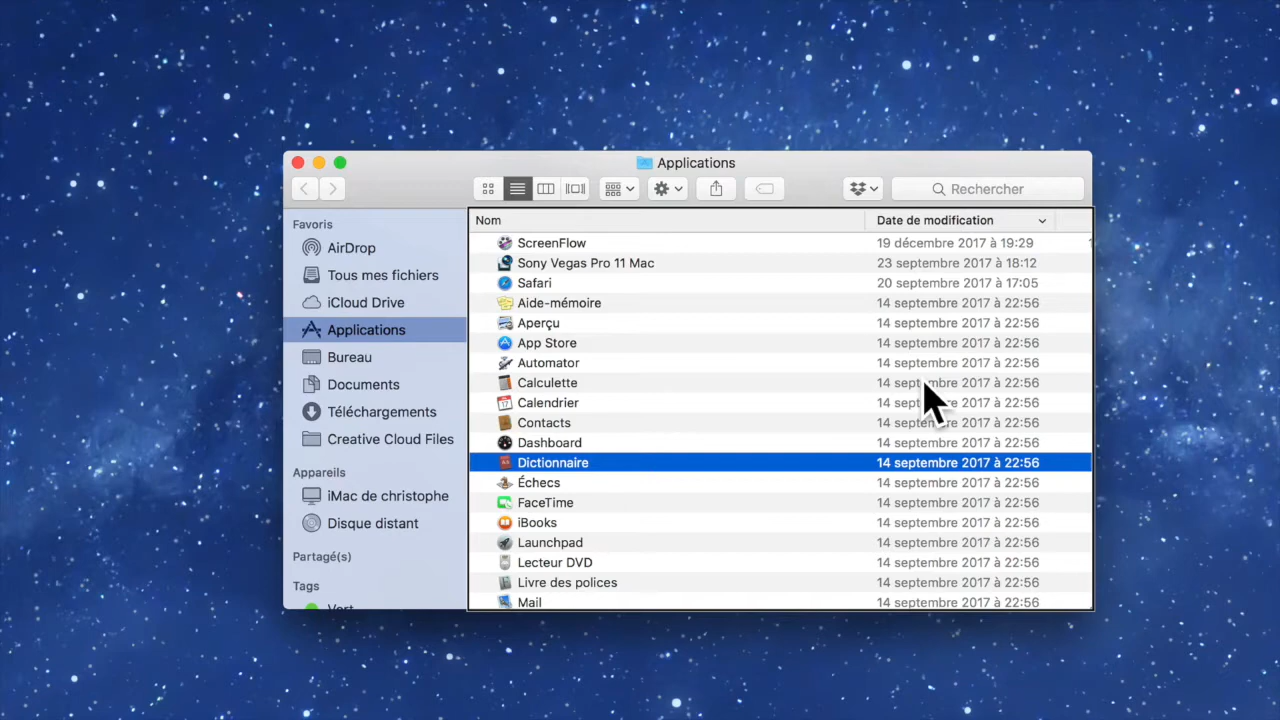 Applications
Rechercher
Favoris
AirDrop
Tous mes fichiers
iCloud Drive
Applications
Bureau
Documents
Téléchargements
Creative Cloud Files
Appareils
iMac de christophe
Disque distant
Partagé(s)
Tags
Vert
Nom Date de modification
ScreenFlow 19 décembre 2017 à 19:29
Sony Vegas Pro 11 Mac 23 septembre 2017 à 18:12
Safari 20 septembre 2017 à 17:05
Aide-mémoire 14 septembre 2017 à 22:56
Aperçu 14 septembre 2017 à 22:56
App Store 14 septembre 2017 à 22:56
Automator 14 septembre 2017 à 22:56
Calculette 14 septembre 2017 à 22:56
Calendrier 14 septembre 2017 à 22:56
Contacts 14 septembre 2017 à 22:56
Dashboard 14 septembre 2017 à 22:56
Dictionnaire 14 septembre 2017 à 22:56
Échecs 14 septembre 2017 à 22:56
FaceTime 14 septembre 2017 à 22:56
iBooks 14 septembre 2017 à 22:56
Launchpad 14 septembre 2017 à 22:56
Lecteur DVD 14 septembre 2017 à 22:56
Livre des polices 14 septembre 2017 à 22:56
Mail 14 septembre 2017 à 22:56